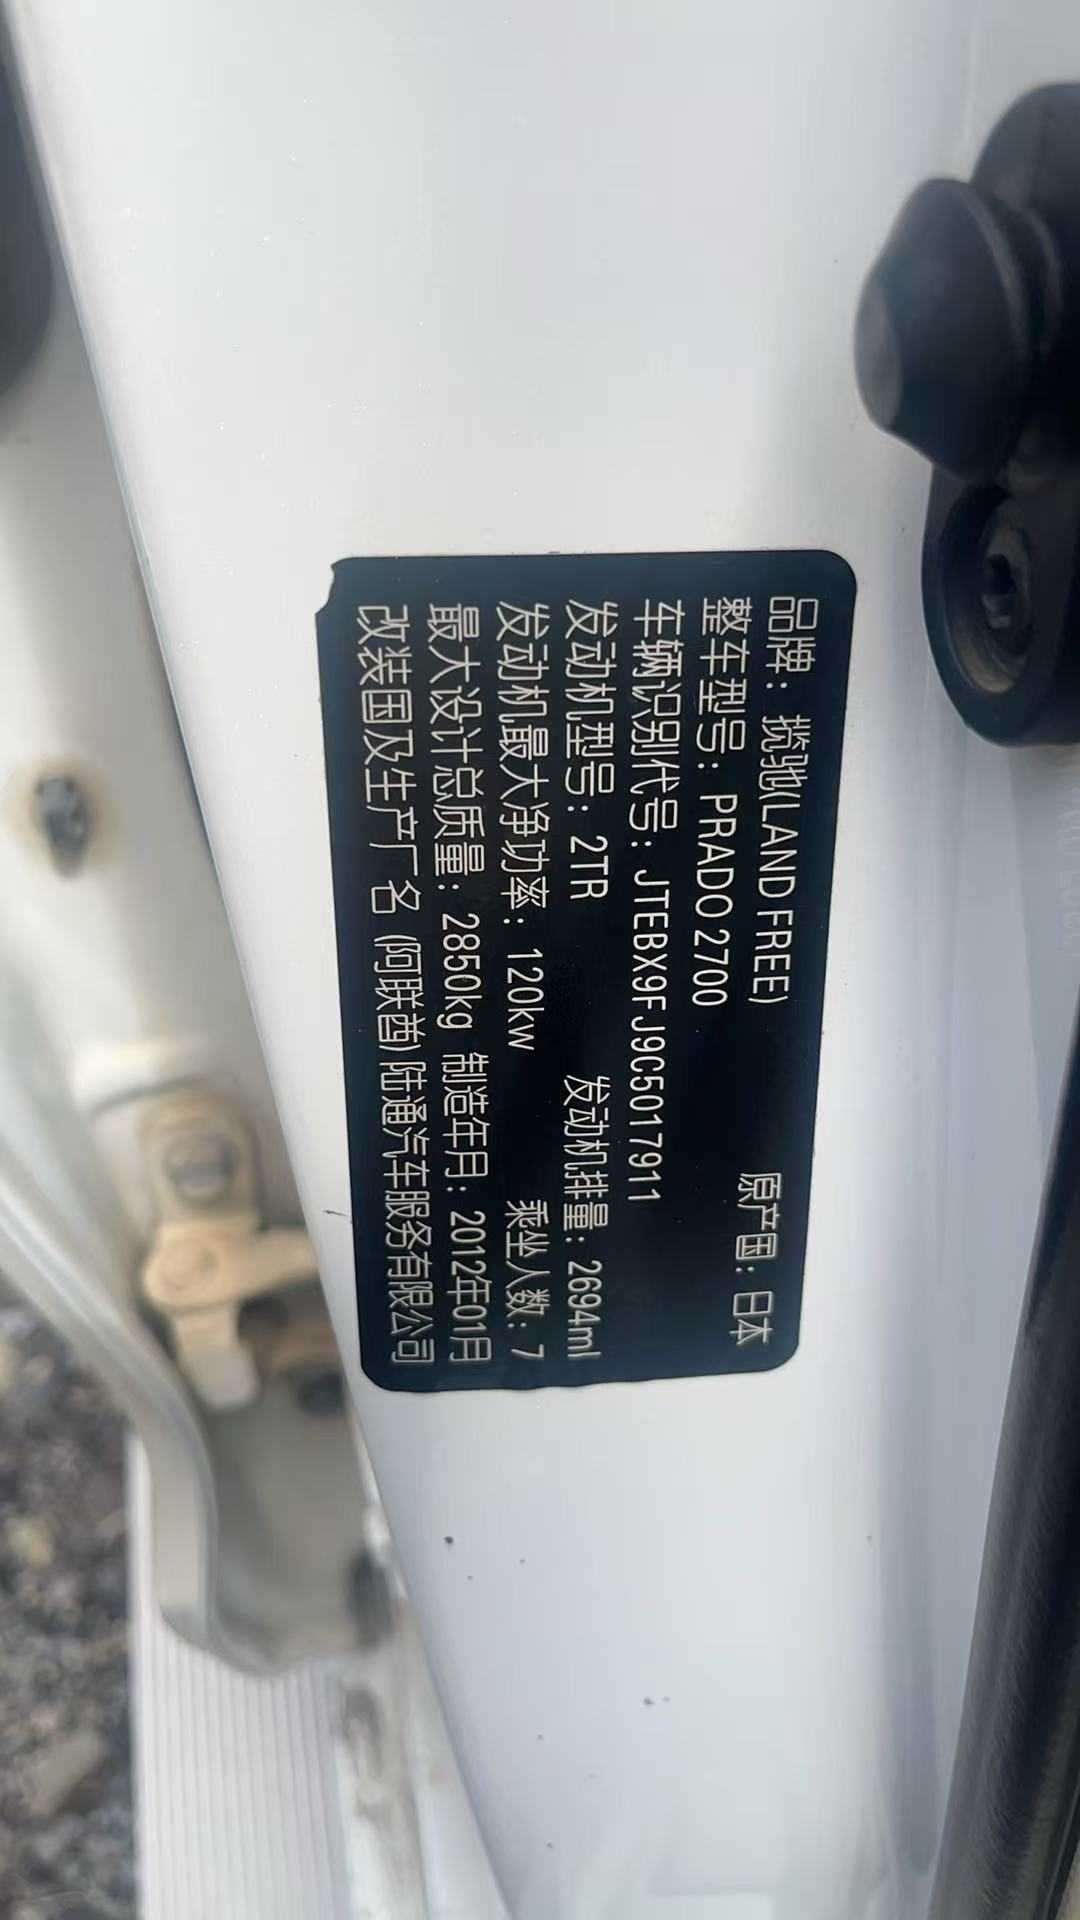 品牌：揽驰(LAND FREE)
整车型号：PRADO 2700 原产国：日本
车辆识别代号：JTEBX9FJ9C5017911
发动机型号：2TR 发动机排量：2694ml
发动机最大净功率：120kw 乘坐人数：7
最大设计总质量：2850kg 制造年月：2012年01月
改装国及生产厂名 (阿联酋) 陆通汽车服务有限公司